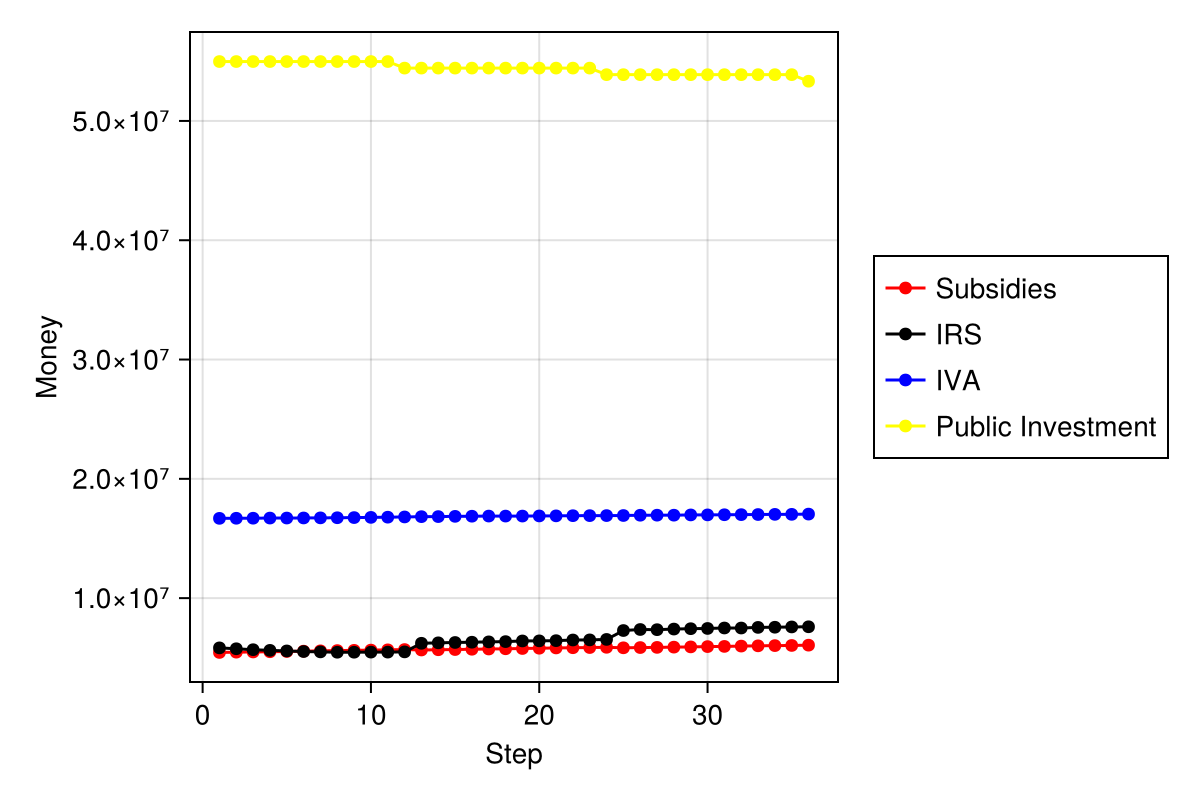 5.0×10⁷
4.0×10⁷
3.0×10⁷
2.0×10⁷
1.0×10⁷
Money
0 10 20 30
Step
Subsidies
IRS
IVA
Public Investment